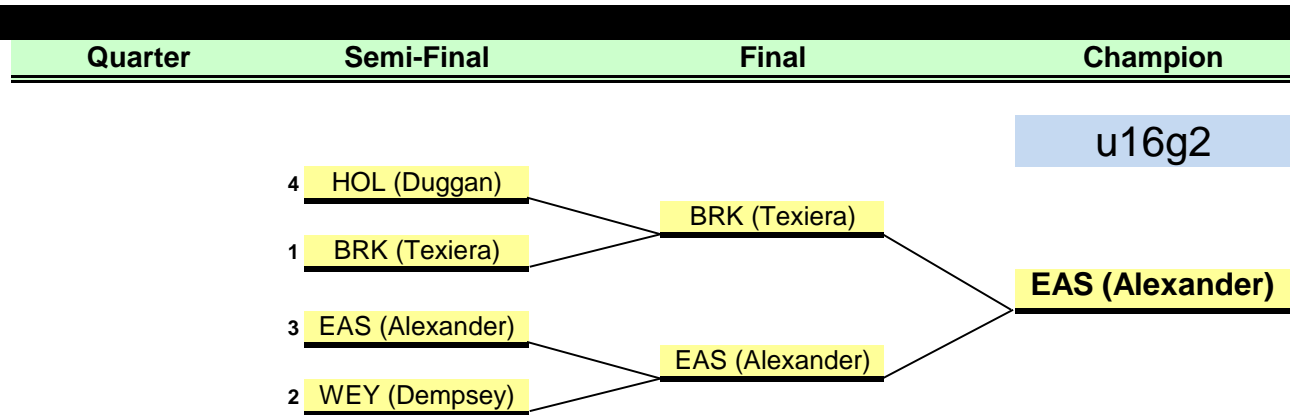 Quarter Semi-Final Final Champion
u16g2
4 HOL (Duggan)
BRK (Texiera)
1 BRK (Texiera)
EAS (Alexander)
3 EAS (Alexander)
EAS (Alexander)
2 WEY (Dempsey)